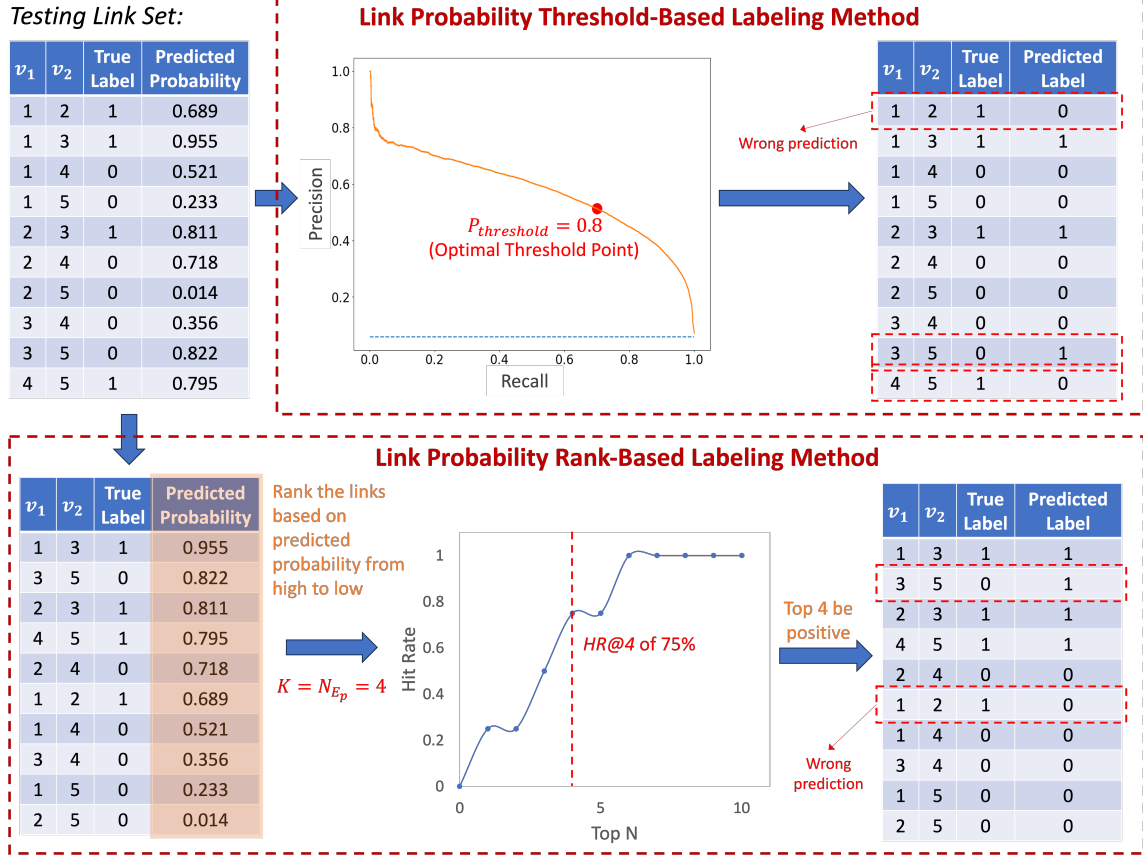 Testing Link Set:
v₁ v₂ True Label Predicted Probability
1 2 1 0.689
1 3 1 0.955
1 4 0 0.521
1 5 0 0.233
2 3 1 0.811
2 4 0 0.718
2 5 0 0.014
3 4 0 0.356
3 5 0 0.822
4 5 1 0.795
Link Probability Threshold-Based Labeling Method
1.0
0.8
0.6
0.4
0.2
Precision
P_threshold = 0.8
(Optimal Threshold Point)
0.0 0.2 0.4 0.6 0.8 1.0
Recall
Wrong prediction
v₁ v₂ True Label Predicted Label
1 2 1 0
1 3 1 1
1 4 0 0
1 5 0 0
2 3 1 1
2 4 0 0
2 5 0 0
3 4 0 0
3 5 0 1
4 5 1 0
Link Probability Rank-Based Labeling Method
v₁ v₂ True Label Predicted Probability
1 3 1 0.955
3 5 0 0.822
2 3 1 0.811
4 5 1 0.795
2 4 0 0.718
1 2 1 0.689
1 4 0 0.521
3 4 0 0.356
1 5 0 0.233
2 5 0 0.014
Rank the links
based on
predicted
probability from
high to low
K = N_{E_p} = 4
1
0.8
0.6
0.4
0.2
0
Hit Rate
HR@4 of 75%
0 5 10
Top N
Top 4 be
positive
Wrong
prediction
v₁ v₂ True Label Predicted Label
1 3 1 1
3 5 0 1
2 3 1 1
4 5 1 1
2 4 0 0
1 2 1 0
1 4 0 0
3 4 0 0
1 5 0 0
2 5 0 0